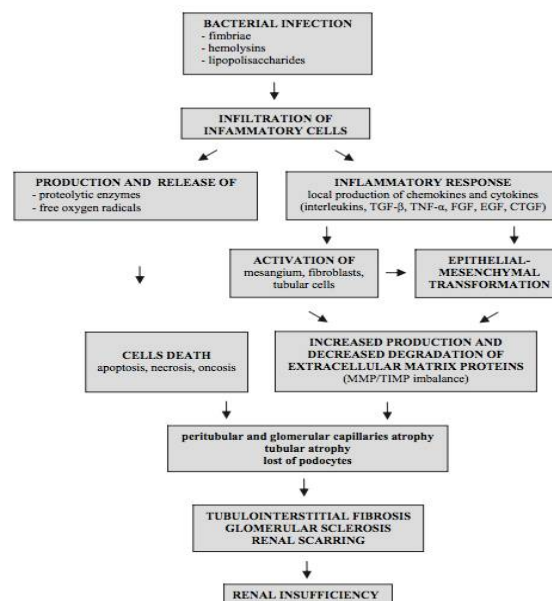 BACTERIAL INFECTION
- fimbriae
- hemolysins
- lipopolisaccharides
INFILTRATION OF
INFAMMATORY CELLS
PRODUCTION AND RELEASE OF
- proteolytic enzymes
- free oxygen radicals
INFLAMMATORY RESPONSE
local production of chemokines and cytokines
(interleukins, TGF-β, TNF-α, FGF, EGF, CTGF)
ACTIVATION OF
mesangium, fibroblasts,
tubular cells
EPITHELIAL-
MESENCHYMAL
TRANSFORMATION
CELLS DEATH
apoptosis, necrosis, oncosis
INCREASED PRODUCTION AND
DECREASED DEGRADATION OF
EXTRACELLULAR MATRIX PROTEINS
(MMP/TIMP imbalance)
peritubular and glomerular capillaries atrophy
tubular atrophy
lost of podocytes
TUBULOINTERSTITIAL FIBROSIS
GLOMERULAR SCLEROSIS
RENAL SCARRING
RENAL INSUFFICIENCY